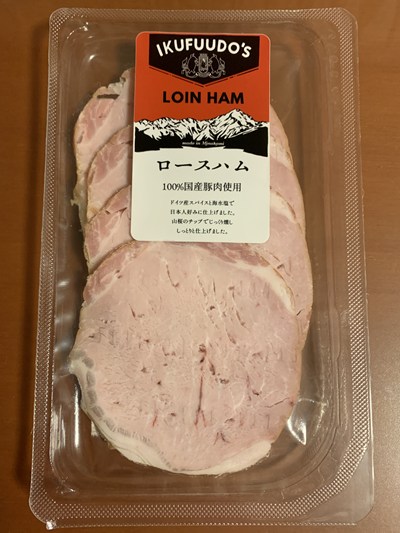 IKUFUUDO'S
LOIN HAM
made in Minakami
ロースハム
100%国産豚肉使用
ドイツ産スパイスと海水塩で
日本人好みに仕上げました。
山桜のチップでじっくり燻し
しっとりと仕上げました。